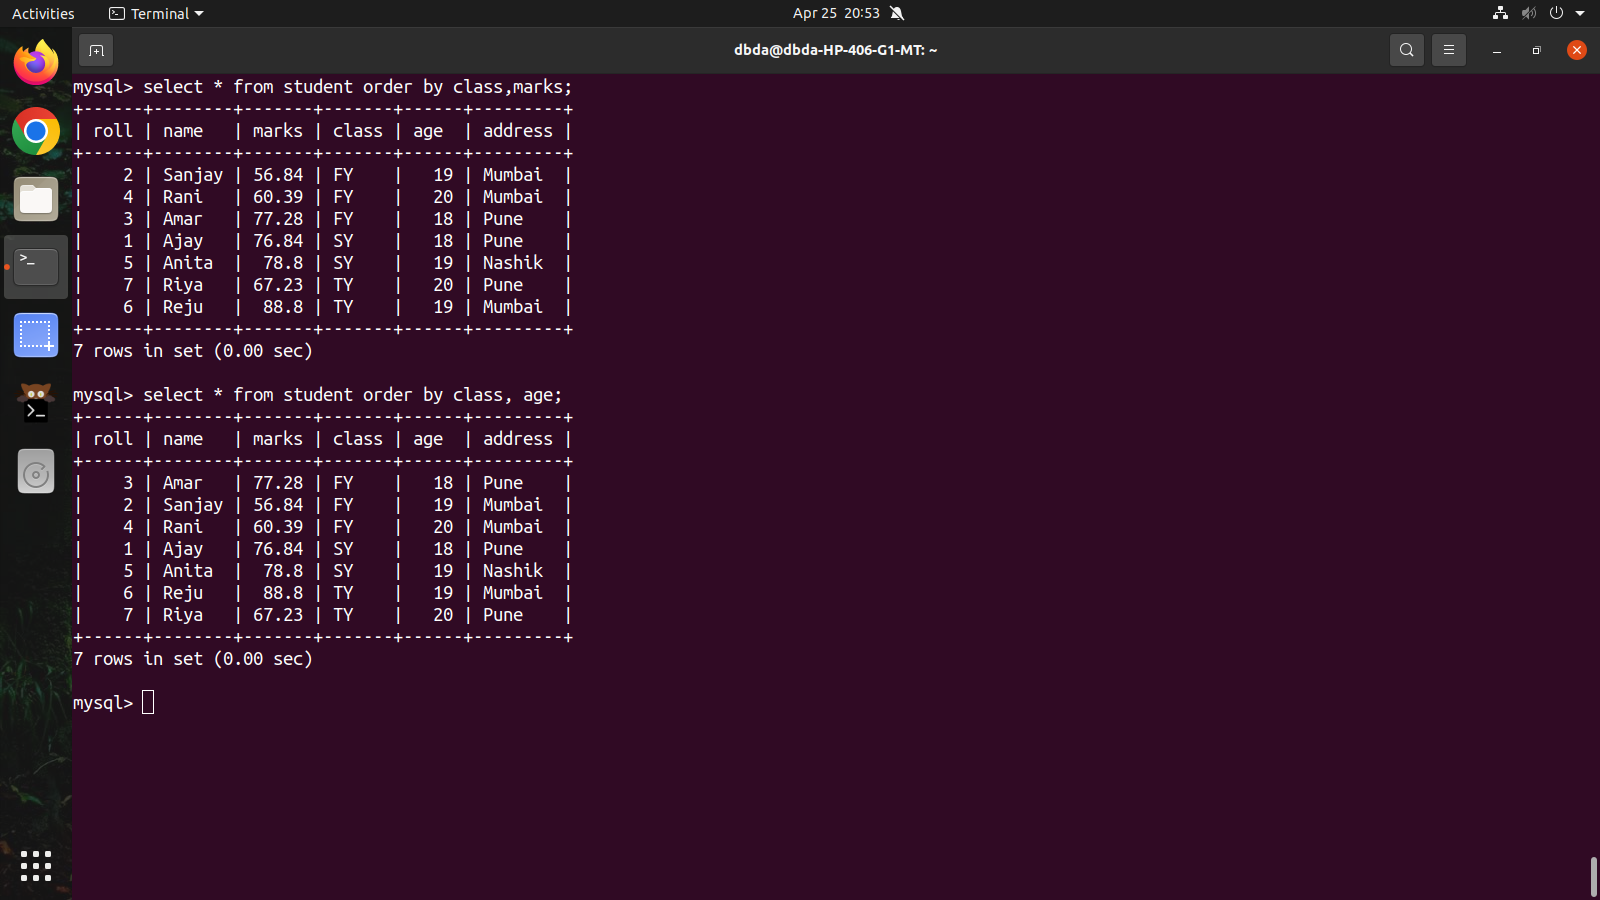 Activities Terminal Apr 25 20:53
dbda@dbda-HP-406-G1-MT: ~
mysql> select * from student order by class,marks;
+------+--------+-------+-------+------+---------+
| roll | name   | marks | class | age  | address |
+------+--------+-------+-------+------+---------+
|    2 | Sanjay | 56.84 | FY    |   19 | Mumbai  |
|    4 | Rani   | 60.39 | FY    |   20 | Mumbai  |
|    3 | Amar   | 77.28 | FY    |   18 | Pune    |
|    1 | Ajay   | 76.84 | SY    |   18 | Pune    |
|    5 | Anita  |  78.8 | SY    |   19 | Nashik  |
|    7 | Riya   | 67.23 | TY    |   20 | Pune    |
|    6 | Reju   |  88.8 | TY    |   19 | Mumbai  |
+------+--------+-------+-------+------+---------+
7 rows in set (0.00 sec)
mysql> select * from student order by class, age;
+------+--------+-------+-------+------+---------+
| roll | name   | marks | class | age  | address |
+------+--------+-------+-------+------+---------+
|    3 | Amar   | 77.28 | FY    |   18 | Pune    |
|    2 | Sanjay | 56.84 | FY    |   19 | Mumbai  |
|    4 | Rani   | 60.39 | FY    |   20 | Mumbai  |
|    1 | Ajay   | 76.84 | SY    |   18 | Pune    |
|    5 | Anita  |  78.8 | SY    |   19 | Nashik  |
|    6 | Reju   |  88.8 | TY    |   19 | Mumbai  |
|    7 | Riya   | 67.23 | TY    |   20 | Pune    |
+------+--------+-------+-------+------+---------+
7 rows in set (0.00 sec)
mysql>